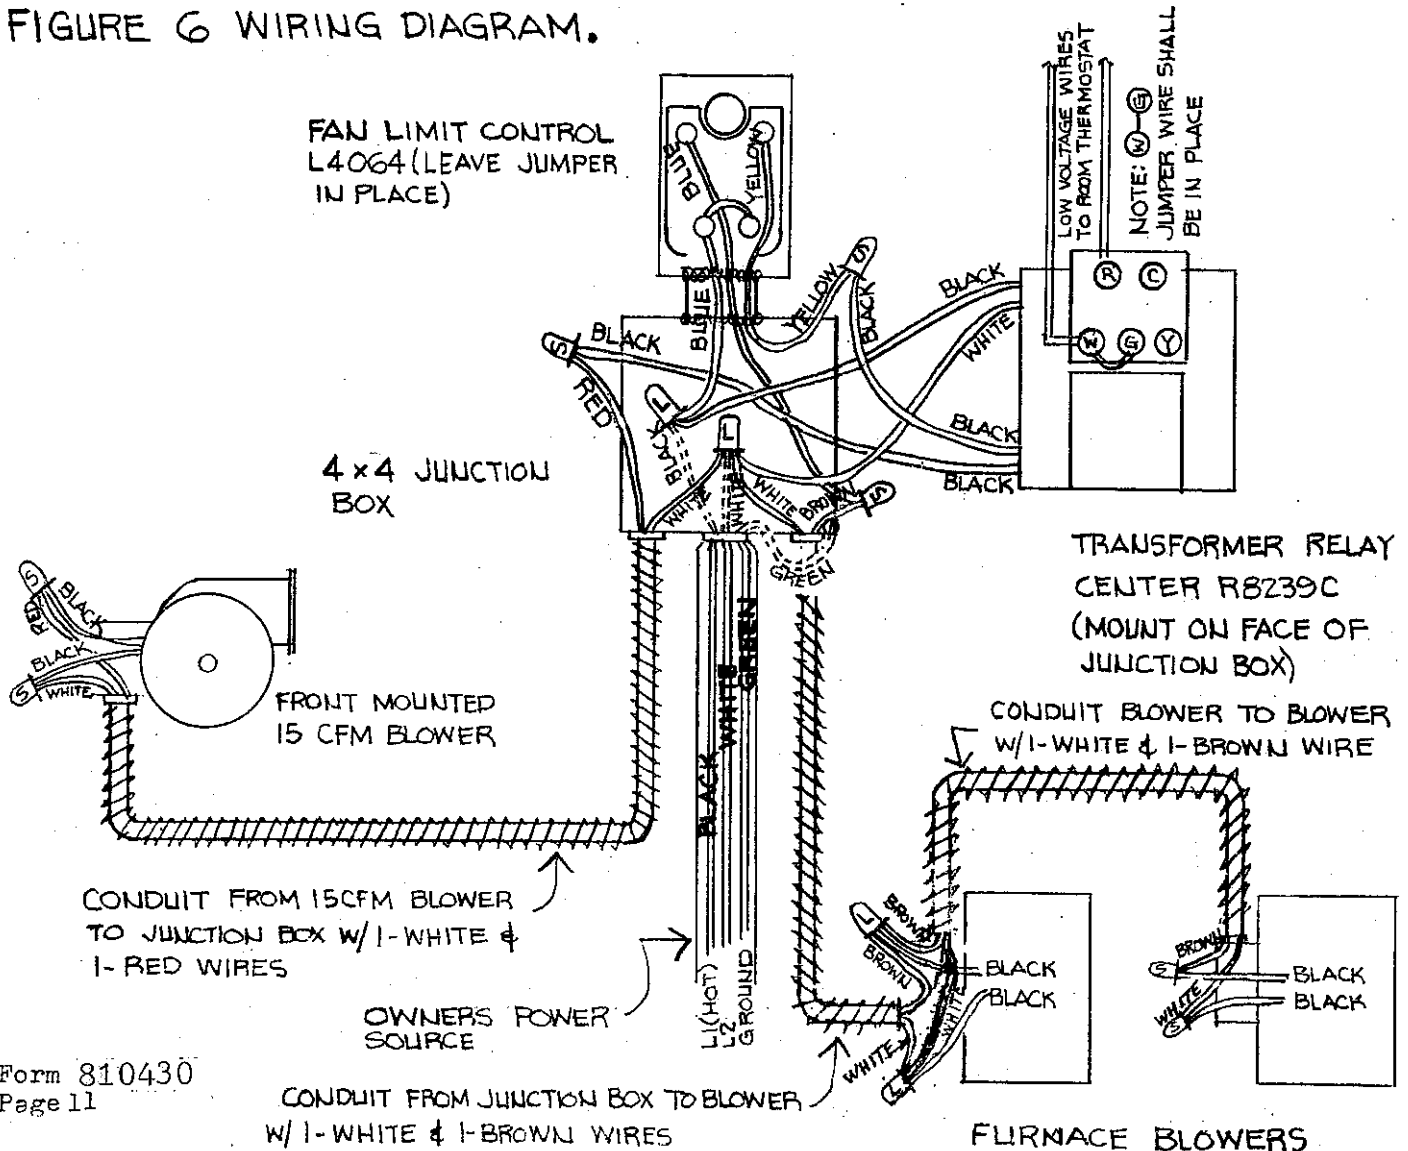 FIGURE 6 WIRING DIAGRAM.
FAN LIMIT CONTROL
L4064 (LEAVE JUMPER
IN PLACE)
BLUE
YELLOW
LOW VOLTAGE WIRES
TO ROOM THERMOSTAT
NOTE: W-G
JUMPER WIRE SHALL
BE IN PLACE
R
C
W
G
Y
BLUE
YELLOW
S
BLACK
BLACK
WHITE
S
BLACK
RED
L
BLACK
L
WHITE
WHITE
WHITE
BROWN
S
GREEN
BLACK
BLACK
4 x 4 JUNCTION
BOX
TRANSFORMER RELAY
CENTER R8239C
(MOUNT ON FACE OF
JUNCTION BOX)
S
BLACK
RED
BLACK
S
WHITE
FRONT MOUNTED
15 CFM BLOWER
BLACK
WHITE
GREEN
CONDUIT BLOWER TO BLOWER
W/1-WHITE & 1-BROWN WIRE
CONDUIT FROM 15CFM BLOWER
TO JUNCTION BOX W/ 1-WHITE &
1-RED WIRES
OWNERS POWER
SOURCE
L1(HOT)
L2
GROUND
L
BROWN
BROWN
BLACK
BLACK
WHITE
WHITE
L
BROWN
S
BLACK
WHITE
S
BLACK
Form 810430
Page 11
CONDUIT FROM JUNCTION BOX TO BLOWER
W/ 1-WHITE & 1-BROWN WIRES
FURNACE BLOWERS